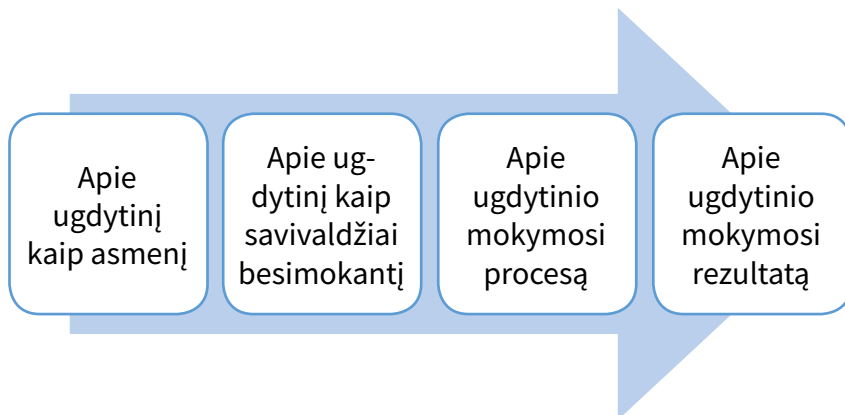 Apie
ugdytinį
kaip asmenį
Apie ug-
dytinį kaip
savivaldžiai
besimokantį
Apie
ugdytinio
mokymosi
procesą
Apie
ugdytinio
mokymosi
rezultatą